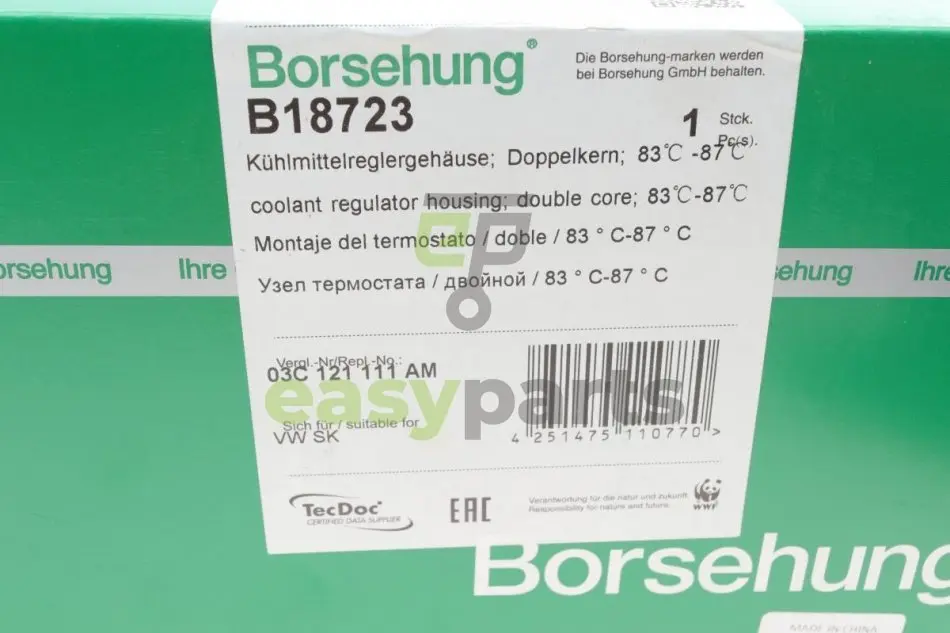 Borsehung®
Die Borsehung-marken werden
bei Borsehung GmbH behalten.
B18723
1 Stck.
Pc(s).
Kühlmittelreglergehäuse; Doppelkern; 83℃ -87℃
coolant regulator housing; double core; 83℃-87℃
Montaje del termostato / doble / 83 ° C-87 ° C
Узел термостата / двойной / 83 ° C-87 ° C
orsehung
Ihre
sehung
Ihre
Vergl.-Nr/Repl.-No.:
03C 121 111 AM
easyparts
Sich für / suitable for
VW SK
4 251475 110770 >
TecDoc
CERTIFIED DATA SUPPLIER
EAC
Verantwortung für die natur und zukunft.
Responsibility for nature and future.
WWF
Borsehung
MADE IN CHINA